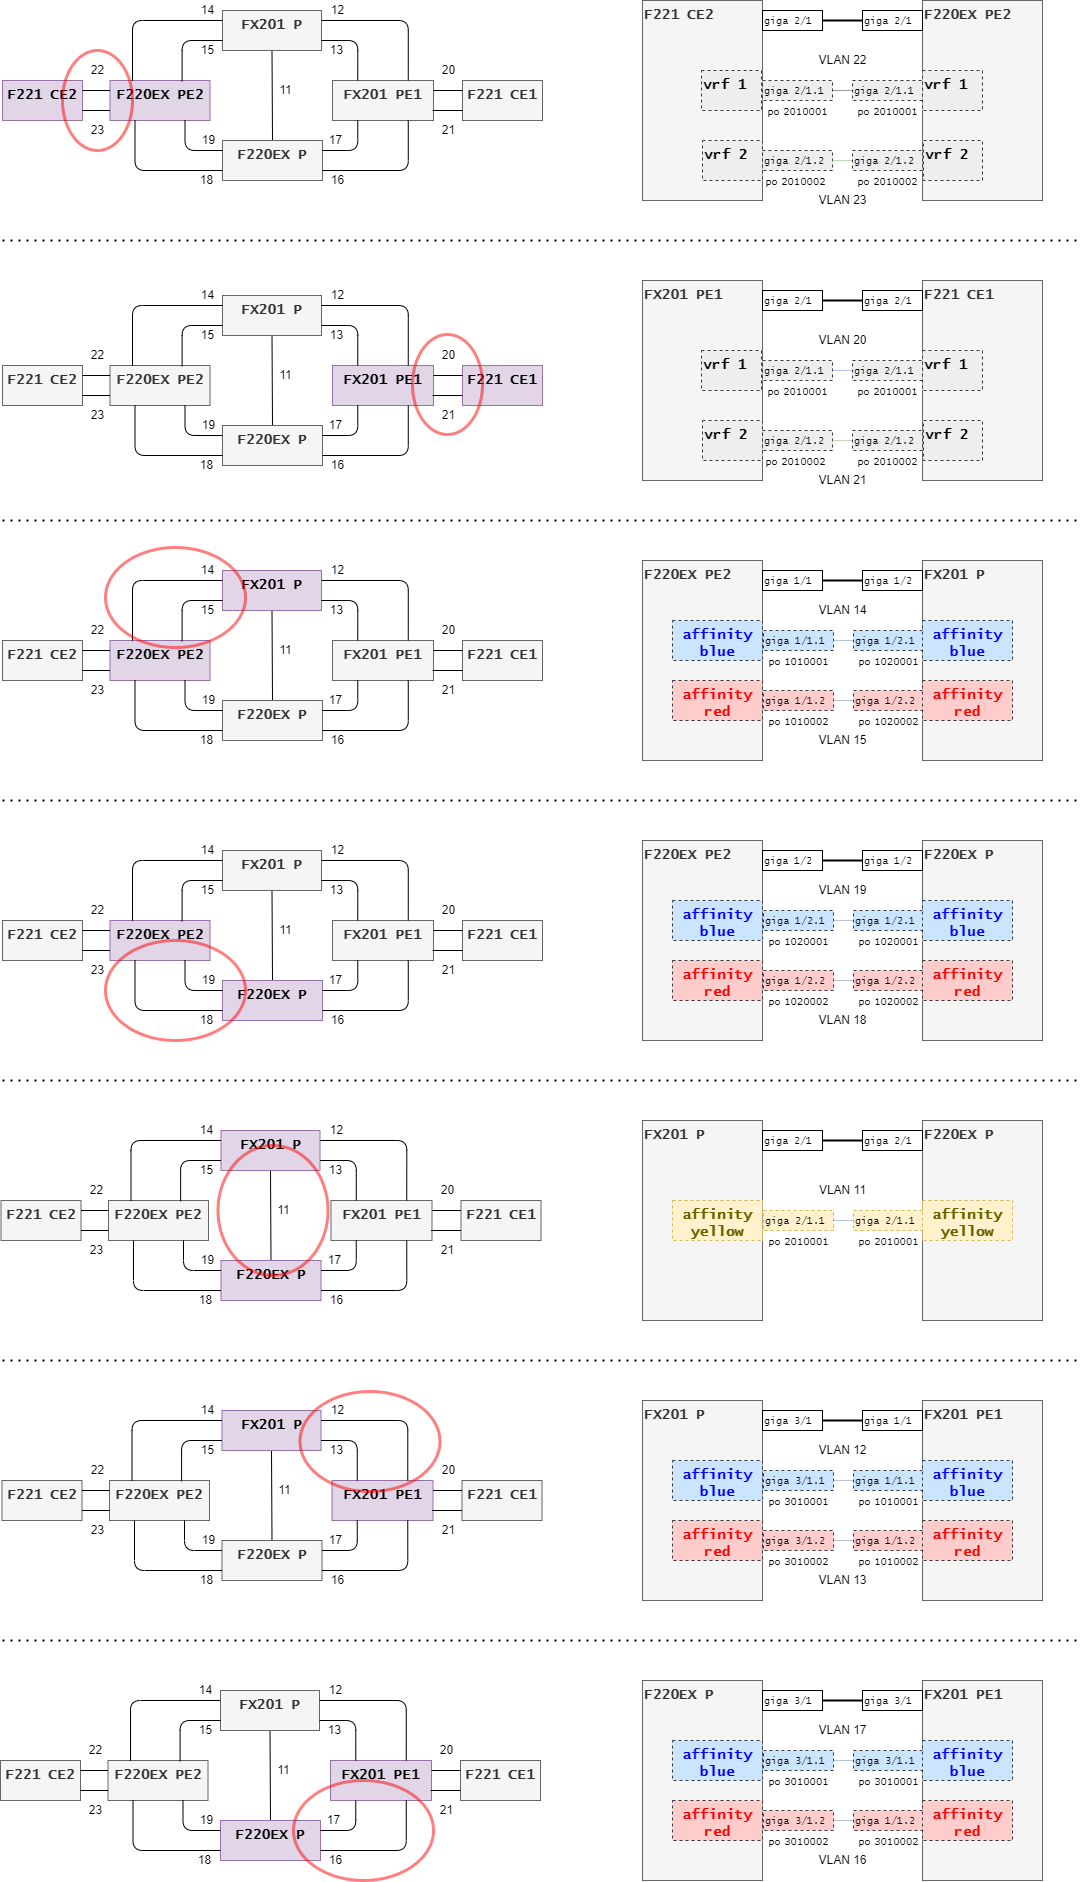 14
12
FX201 P
15
13
22
20
11
F221 CE2
F220EX PE2
FX201 PE1
F221 CE1
23
21
19
17
F220EX P
18
16
F221 CE2
giga 2/1
giga 2/1
F220EX PE2
VLAN 22
vrf 1
giga 2/1.1
giga 2/1.1
vrf 1
po 2010001
po 2010001
vrf 2
giga 2/1.2
giga 2/1.2
vrf 2
po 2010002
po 2010002
VLAN 23
14
12
FX201 P
15
13
22
20
11
F221 CE2
F220EX PE2
FX201 PE1
F221 CE1
23
21
19
17
F220EX P
18
16
FX201 PE1
giga 2/1
giga 2/1
F221 CE1
VLAN 20
vrf 1
giga 2/1.1
giga 2/1.1
vrf 1
po 2010001
po 2010001
vrf 2
giga 2/1.2
giga 2/1.2
vrf 2
po 2010002
po 2010002
VLAN 21
14
12
FX201 P
15
13
22
20
11
F221 CE2
F220EX PE2
FX201 PE1
F221 CE1
23
21
19
17
F220EX P
18
16
F220EX PE2
giga 1/1
giga 1/2
FX201 P
VLAN 14
affinity
blue
giga 1/1.1
giga 1/2.1
affinity
blue
po 1010001
po 1020001
affinity
red
giga 1/1.2
giga 1/2.2
affinity
red
po 1010002
po 1020002
VLAN 15
14
12
FX201 P
15
13
22
20
11
F221 CE2
F220EX PE2
FX201 PE1
F221 CE1
23
21
19
17
F220EX P
18
16
F220EX PE2
giga 1/2
giga 1/2
F220EX P
VLAN 19
affinity
blue
giga 1/2.1
giga 1/2.1
affinity
blue
po 1020001
po 1020001
affinity
red
giga 1/2.2
giga 1/2.2
affinity
red
po 1020002
po 1020002
VLAN 18
14
12
FX201 P
15
13
22
20
11
F221 CE2
F220EX PE2
FX201 PE1
F221 CE1
23
21
19
17
F220EX P
18
16
FX201 P
giga 2/1
giga 2/1
F220EX P
VLAN 11
affinity
yellow
giga 2/1.1
giga 2/1.1
affinity
yellow
po 2010001
po 2010001
14
12
FX201 P
15
13
22
20
11
F221 CE2
F220EX PE2
FX201 PE1
F221 CE1
23
21
19
17
F220EX P
18
16
FX201 P
giga 3/1
giga 1/1
FX201 PE1
VLAN 12
affinity
blue
giga 3/1.1
giga 1/1.1
affinity
blue
po 3010001
po 1010001
affinity
red
giga 3/1.2
giga 1/1.2
affinity
red
po 3010002
po 1010002
VLAN 13
14
12
FX201 P
15
13
22
20
11
F221 CE2
F220EX PE2
FX201 PE1
F221 CE1
23
21
19
17
F220EX P
18
16
F220EX P
giga 3/1
giga 3/1
FX201 PE1
VLAN 17
affinity
blue
giga 3/1.1
giga 3/1.1
affinity
blue
po 3010001
po 3010001
affinity
red
giga 3/1.2
giga 1/1.2
affinity
red
po 3010002
po 3010002
VLAN 16